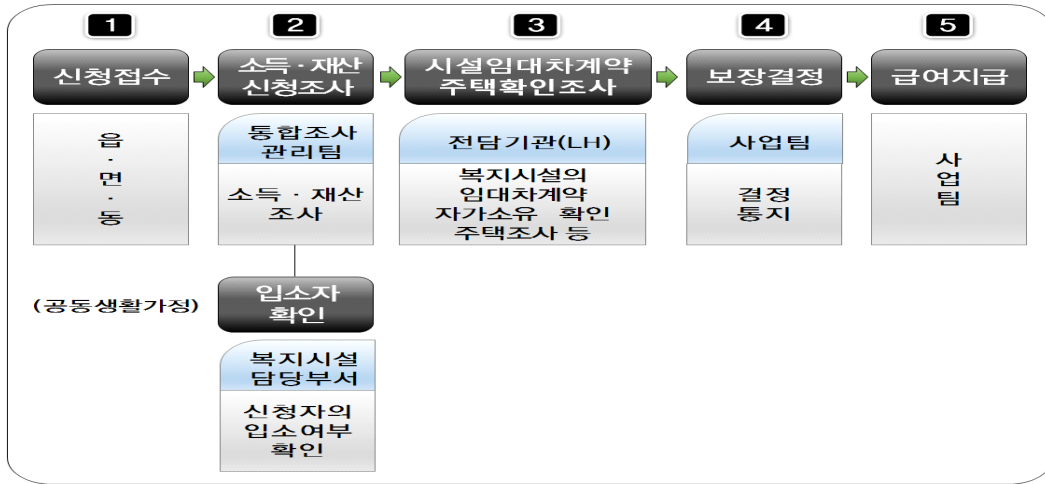 1
2
3
4
5
신청접수
소득 · 재산
신청조사
시설임대차계약
주택확인조사
보장결정
급여지급
읍
·
면
·
동
통합조사
관리팀
소득 · 재산
조사
전담기관(LH)
복지시설의
임대차계약
자가소유 확인
주택조사 등
사업팀
결정
통지
사
업
팀
(공동생활가정)
입소자
확인
복지시설
담당부서
신청자의
입소여부
확인